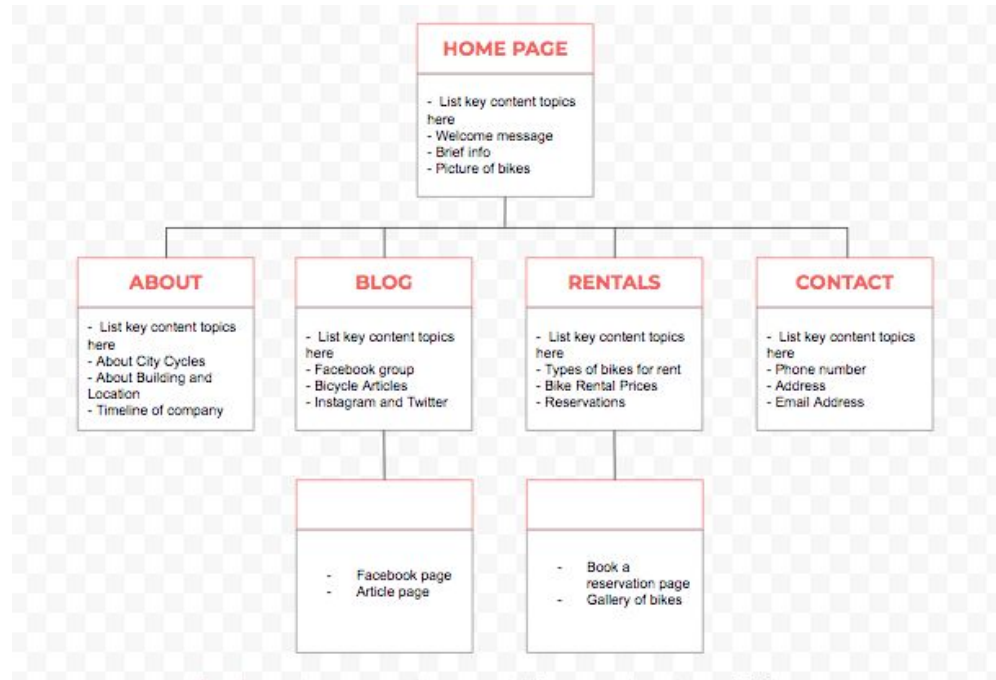 HOME PAGE
- List key content topics
here
- Welcome message
- Brief info
- Picture of bikes
ABOUT
- List key content topics
here
- About City Cycles
- About Building and
Location
- Timeline of company
BLOG
- List key content topics
here
- Facebook group
- Bicycle Articles
- Instagram and Twitter
RENTALS
- List key content topics
here
- Types of bikes for rent
- Bike Rental Prices
- Reservations
CONTACT
- List key content topics
here
- Phone number
- Address
- Email Address
- Facebook page
- Article page
- Book a
reservation page
- Gallery of bikes